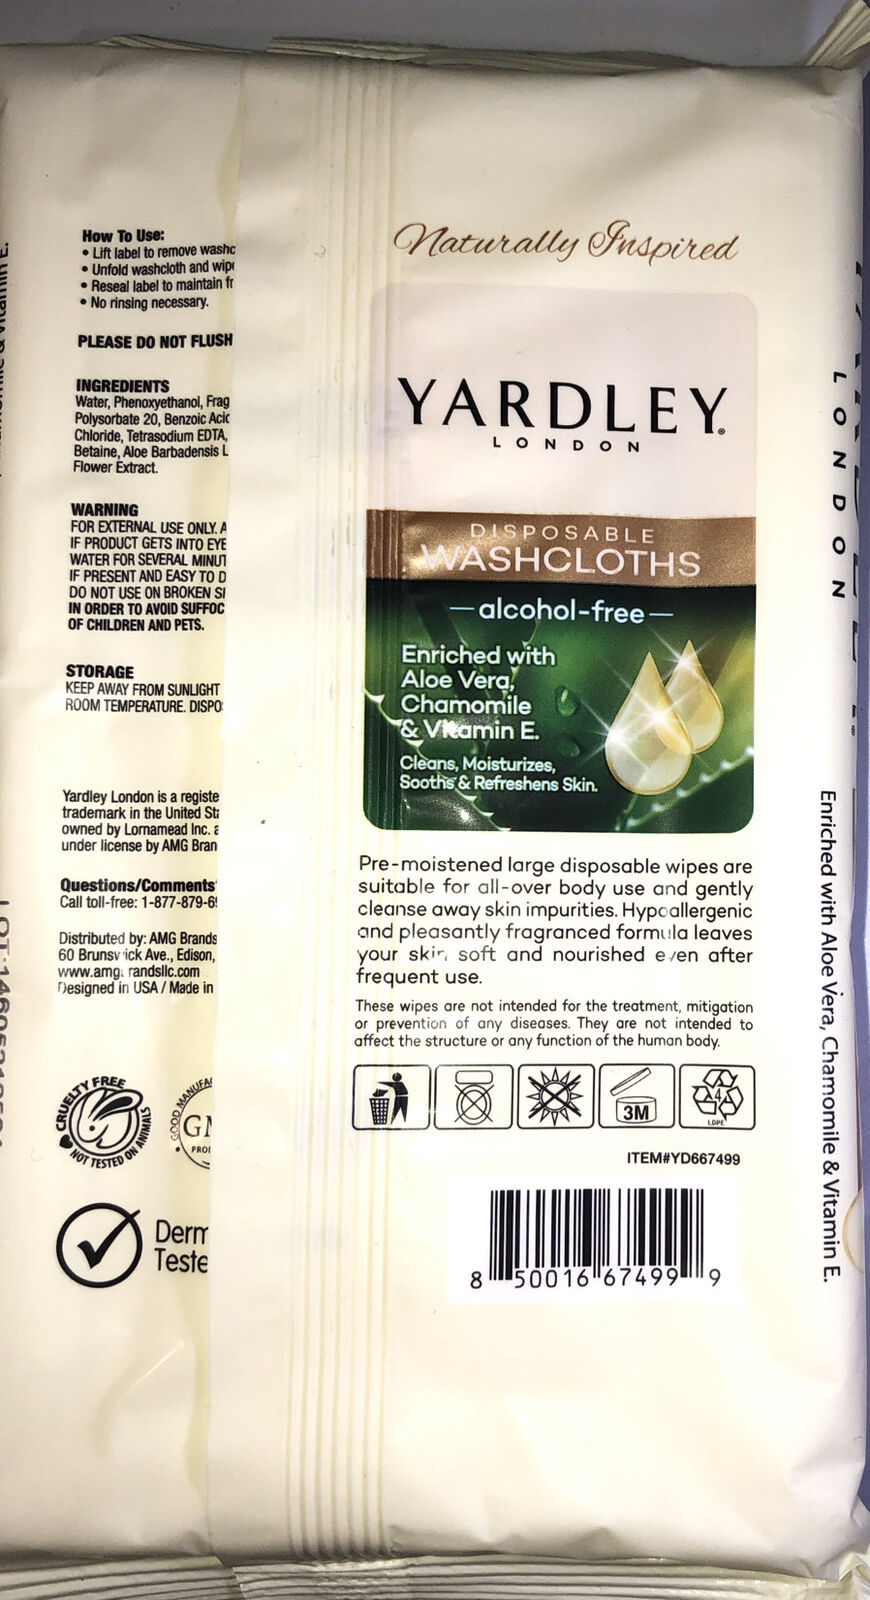 How To Use:
• Lift label to remove washc
• Unfold washcloth and wip
• Reseal label to maintain fr
• No rinsing necessary.
PLEASE DO NOT FLUSH
INGREDIENTS
Water, Phenoxyethanol, Frag
Polysorbate 20, Benzoic Acid
Chloride, Tetrasodium EDTA,
Betaine, Aloe Barbadensis L
Flower Extract.
WARNING
FOR EXTERNAL USE ONLY. A
IF PRODUCT GETS INTO EYE
WATER FOR SEVERAL MINUT
IF PRESENT AND EASY TO D
DO NOT USE ON BROKEN S
IN ORDER TO AVOID SUFFOC
OF CHILDREN AND PETS.
STORAGE
KEEP AWAY FROM SUNLIGHT
ROOM TEMPERATURE. DISPO
Yardley London is a registe
trademark in the United Sta
owned by Lornamead Inc. a
under license by AMG Bran
Questions/Comments
Call toll-free: 1-877-879-6
Distributed by: AMG Brands
60 Brunswick Ave., Edison,
www.amgbrandsllc.com
Designed in USA / Made in
CRUELTY FREE
NOT TESTED ON ANIMALS
GOOD MANUFA
GM
PRO
Derm
Teste
Naturally Inspired
YARDLEY
LONDON
DISPOSABLE
WASHCLOTHS
—alcohol-free—
Enriched with
Aloe Vera,
Chamomile
& Vitamin E.
Cleans, Moisturizes,
Sooths & Refreshens Skin.
Pre-moistened large disposable wipes are
suitable for all-over body use and gently
cleanse away skin impurities. Hypoallergenic
and pleasantly fragranced formula leaves
your skin soft and nourished even after
frequent use.
These wipes are not intended for the treatment, mitigation
or prevention of any diseases. They are not intended to
affect the structure or any function of the human body.
3M
4
LDPE
ITEM#YD667499
8 50016 67499 9
LONDON
Enriched with Aloe Vera, Chamomile & Vitamin E.